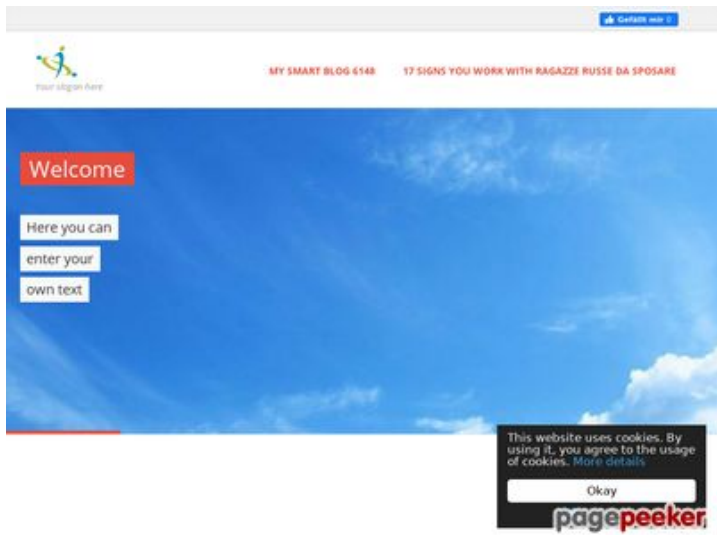 Gefällt mir 0
Your slogan here
MY SMART BLOG 6148 17 SIGNS YOU WORK WITH RAGAZZE RUSSE DA SPOSARE
Welcome
Here you can
enter your
own text
This website uses cookies. By
using it, you agree to the usage
of cookies. More details
Okay
pagepeeker